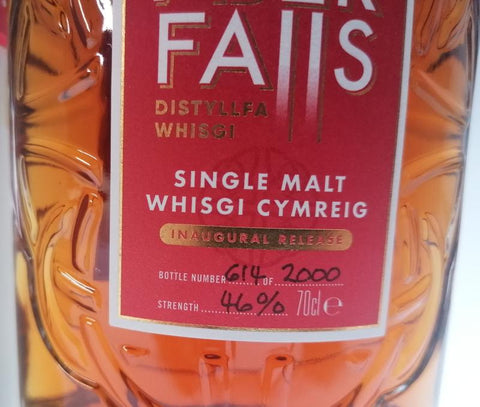 FALLS
DISTYLLFA
WHISGI
SINGLE MALT
WHISGI CYMREIG
INAUGURAL RELEASE
BOTTLE NUMBER 614 OF 2000
STRENGTH 46% 70cl ℮